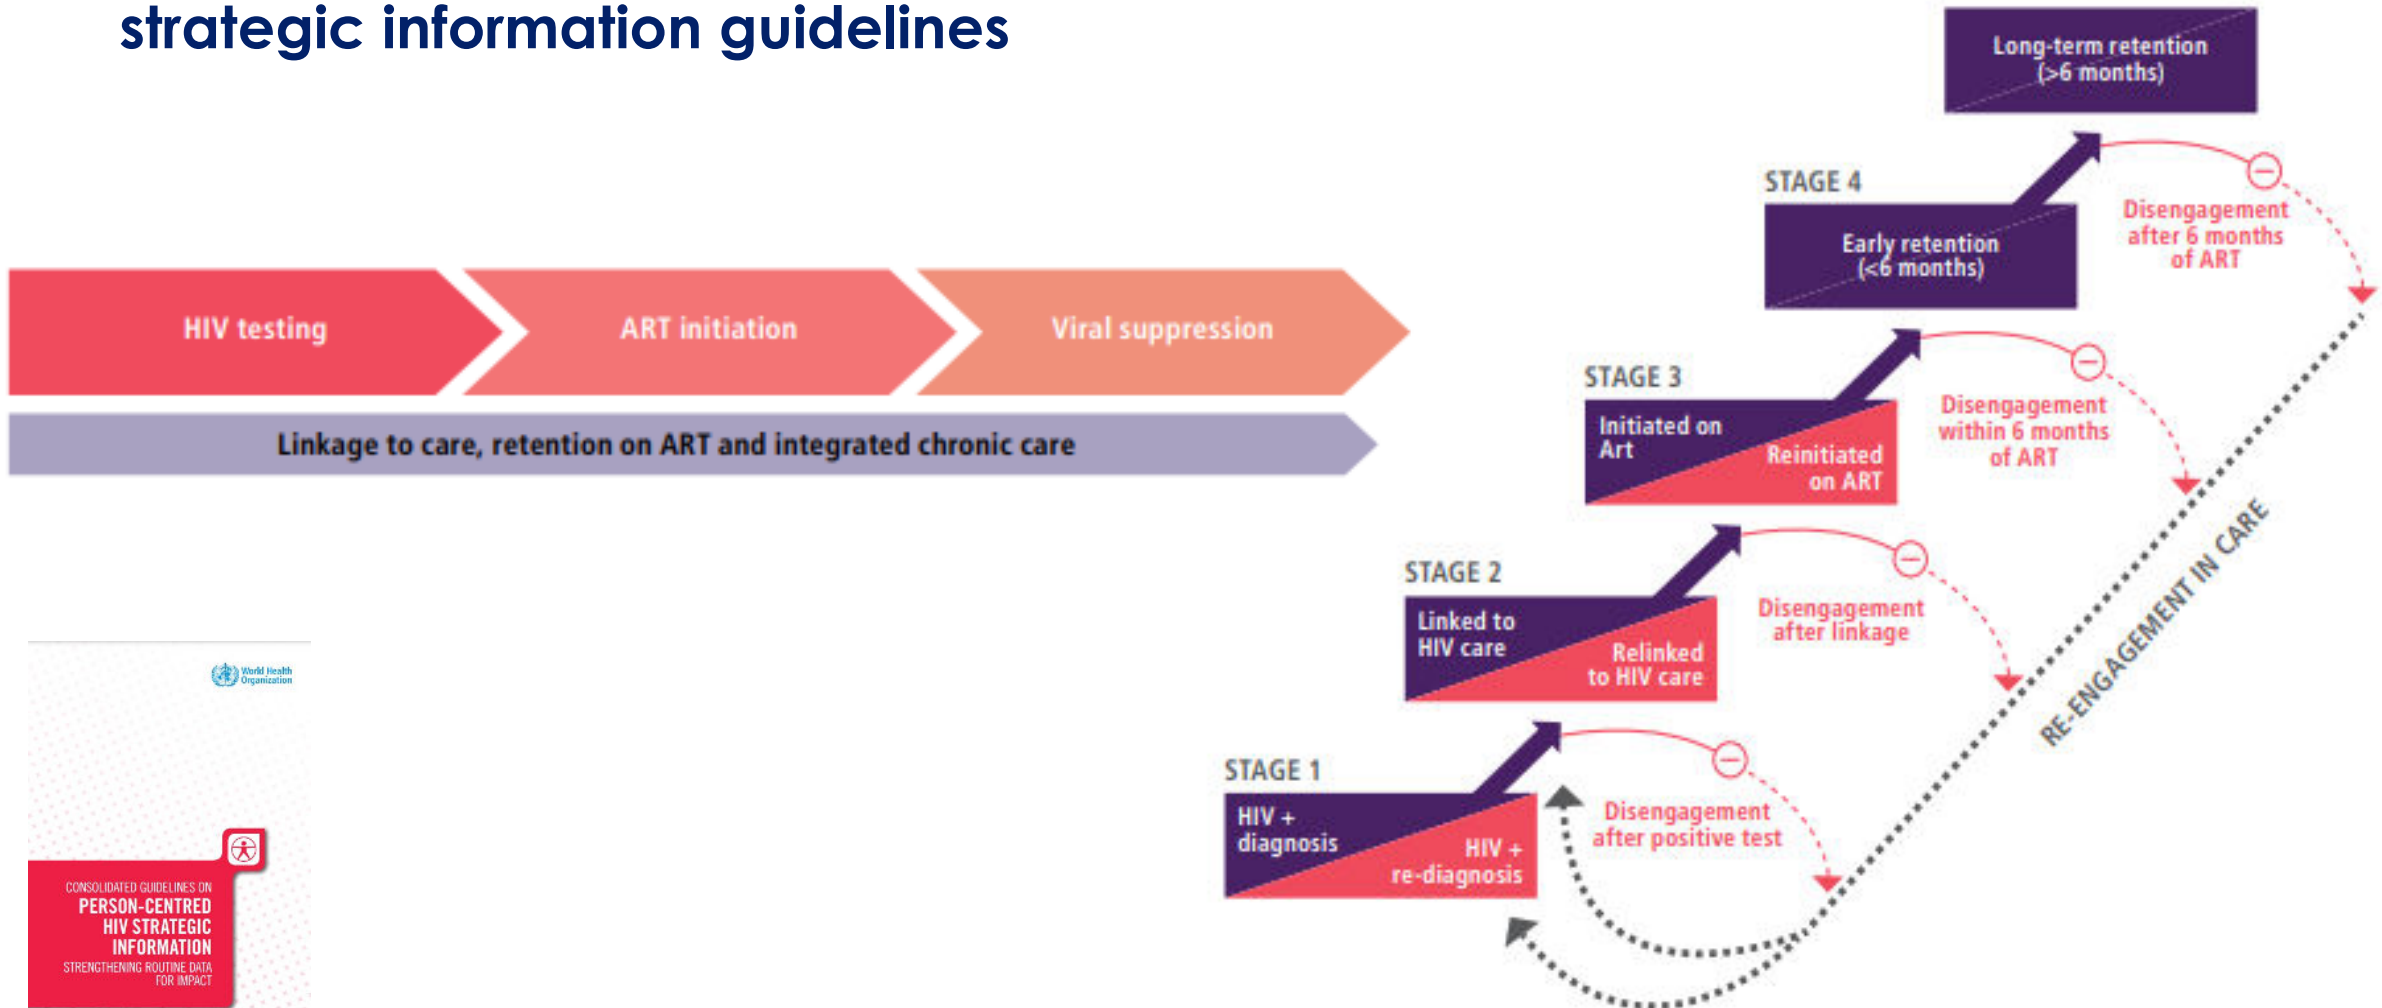 strategic information guidelines
HIV testing
ART initiation
Viral suppression
Linkage to care, retention on ART and integrated chronic care
World Health
Organization
CONSOLIDATED GUIDELINES ON
PERSON-CENTRED
HIV STRATEGIC
INFORMATION
STRENGTHENING ROUTINE DATA
FOR IMPACT
Long-term retention
(>6 months)
STAGE 4
Early retention
(<6 months)
Disengagement
after 6 months
of ART
STAGE 3
Initiated on
Art
Reinitiated
on ART
Disengagement
within 6 months
of ART
STAGE 2
Linked to
HIV care
Relinked
to HIV care
Disengagement
after linkage
STAGE 1
HIV +
diagnosis
HIV +
re-diagnosis
Disengagement
after positive test
RE-ENGAGEMENT IN CARE